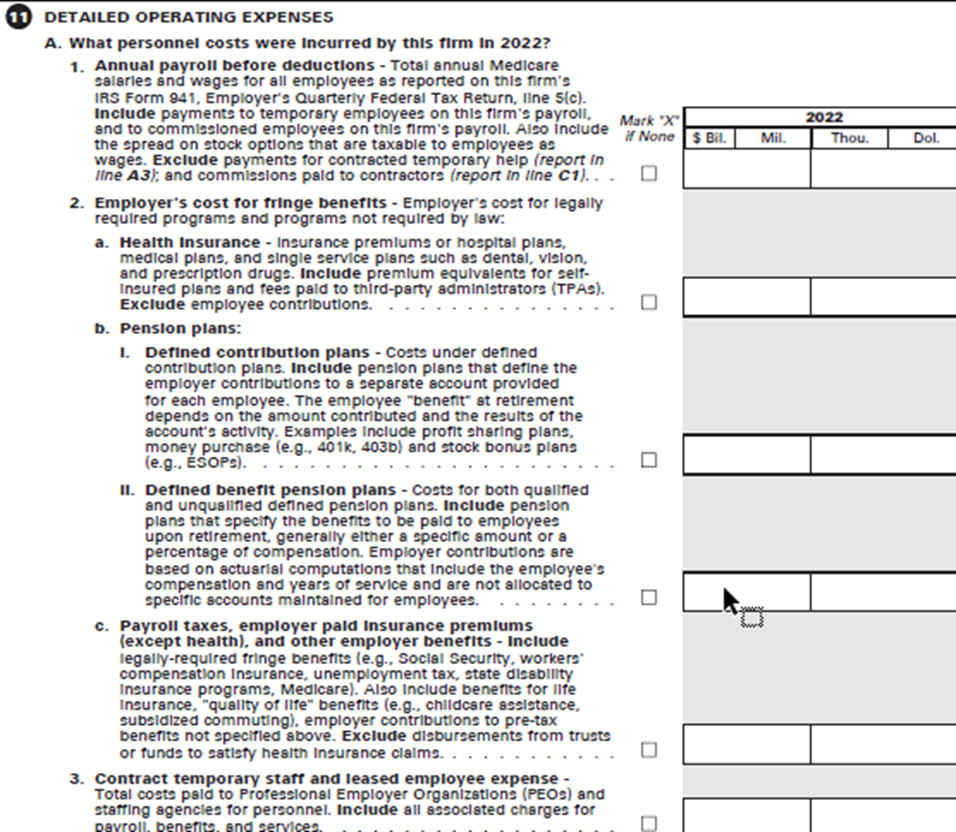 11 DETAILED OPERATING EXPENSES
A. What personnel costs were incurred by this firm in 2022?
1. Annual payroll before deductions - Total annual Medicare
salaries and wages for all employees as reported on this firm's
IRS Form 941, Employer's Quarterly Federal Tax Return, line 5(c).
Include payments to temporary employees on this firm's payroll,
and to commissioned employees on this firm's payroll. Also include
the spread on stock options that are taxable to employees as
wages. Exclude payments for contracted temporary help (report in
line A3); and commissions paid to contractors (report in line C1). . .
Mark "X"
if None
2022
$ Bil. Mil. Thou. Dol.
2. Employer's cost for fringe benefits - Employer's cost for legally
required programs and programs not required by law:
a. Health Insurance - Insurance premiums or hospital plans,
medical plans, and single service plans such as dental, vision,
and prescription drugs. Include premium equivalents for self-
insured plans and fees paid to third-party administrators (TPAs).
Exclude employee contributions. . . . . . . . . . . . . . . .
b. Pension plans:
I. Defined contribution plans - Costs under defined
contribution plans. Include pension plans that define the
employer contributions to a separate account provided
for each employee. The employee "benefit" at retirement
depends on the amount contributed and the results of the
account's activity. Examples include profit sharing plans,
money purchase (e.g., 401k, 403b) and stock bonus plans
(e.g., ESOPs). . . . . . . . . . . . . . . . . . . . . . . . .
II. Defined benefit pension plans - Costs for both qualified
and unqualified defined pension plans. Include pension
plans that specify the benefits to be paid to employees
upon retirement, generally either a specific amount or a
percentage of compensation. Employer contributions are
based on actuarial computations that include the employee's
compensation and years of service and are not allocated to
specific accounts maintained for employees. . . . . . . . .
c. Payroll taxes, employer paid insurance premiums
(except health), and other employer benefits - Include
legally-required fringe benefits (e.g., Social Security, workers'
compensation insurance, unemployment tax, state disability
insurance programs, Medicare). Also include benefits for life
insurance, "quality of life" benefits (e.g., childcare assistance,
subsidized commuting), employer contributions to pre-tax
benefits not specified above. Exclude disbursements from trusts
or funds to satisfy health insurance claims. . . . . . . . . . . .
3. Contract temporary staff and leased employee expense -
Total costs paid to Professional Employer Organizations (PEOs) and
staffing agencies for personnel. Include all associated charges for
payroll, benefits, and services. . . . . . . . . . . . . . . . . . . .